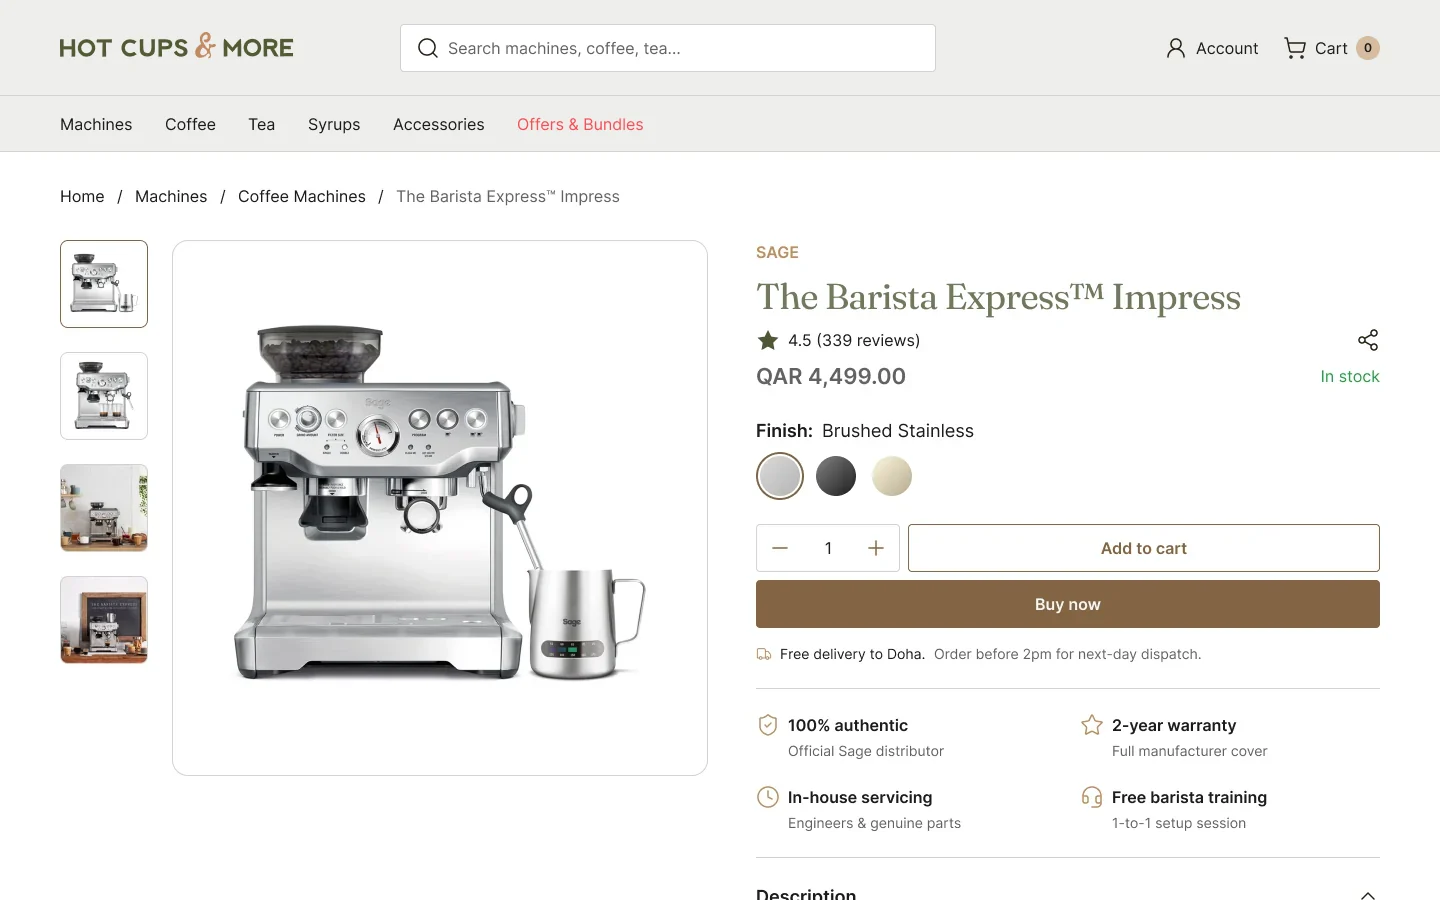 HOT CUPS & MORE
Search machines, coffee, tea...
Account
Cart 0
Machines
Coffee
Tea
Syrups
Accessories
Offers & Bundles
Home / Machines / Coffee Machines / The Barista Express™ Impress
SAGE
The Barista Express™ Impress
4.5 (339 reviews)
QAR 4,499.00
In stock
Finish: Brushed Stainless
1
Add to cart
Buy now
Free delivery to Doha. Order before 2pm for next-day dispatch.
100% authentic
Official Sage distributor
2-year warranty
Full manufacturer cover
In-house servicing
Engineers & genuine parts
Free barista training
1-to-1 setup session
Description
Sage
Sage